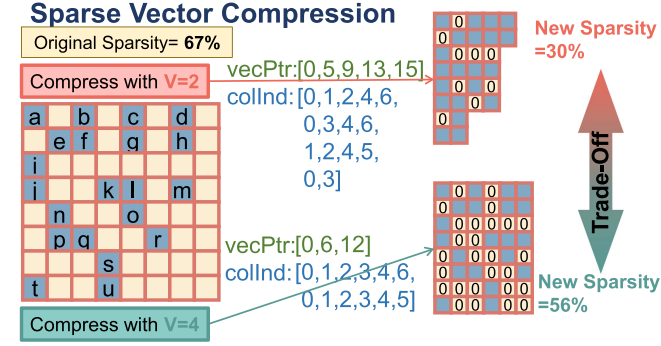 Sparse Vector Compression
Original Sparsity= 67%
Compress with V=2
vecPtr:[0,5,9,13,15]
colInd:[0,1,2,4,6,
0,3,4,6,
1,2,4,5,
0,3]
a b c d
e f g h
i
j k l m
n o
p q r
s
t u
vecPtr:[0,6,12]
colInd:[0,1,2,3,4,6,
0,1,2,3,4,5]
Compress with V=4
0
0
0 0 0
0 0
0
0
New Sparsity
=30%
Trade-Off
0 0
0 0
0 0 0 0 0
0 0
0 0 0 0
0 0 0
0 0 0 0 0
0 0 0 0
New Sparsity
=56%